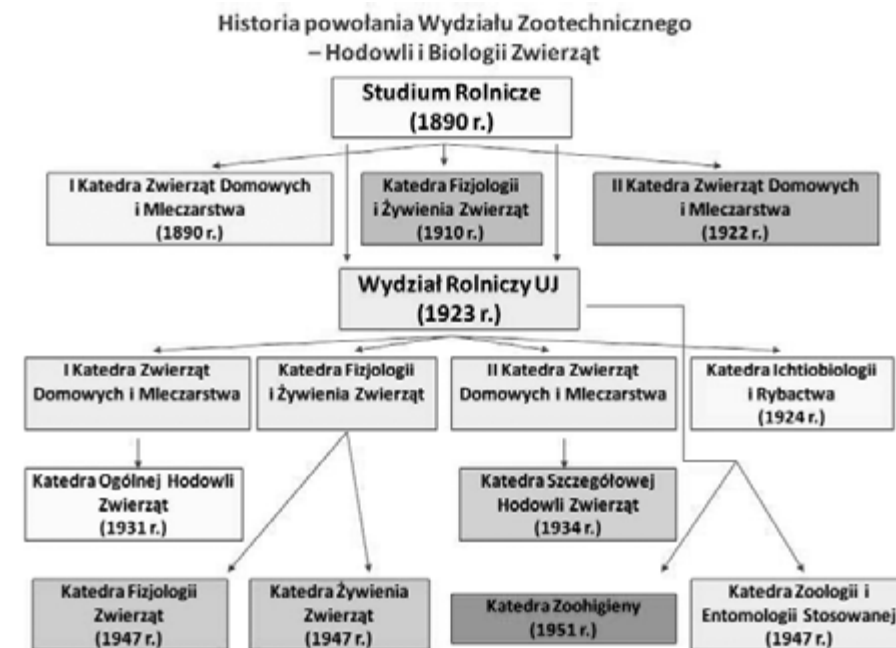 Historia powołania Wydziału Zootechnicznego
– Hodowli i Biologii Zwierząt
Studium Rolnicze
(1890 r.)
I Katedra Zwierząt Domowych
i Mleczarstwa
(1890 r.)
Katedra Fizjologii
i Żywienia Zwierząt
(1910 r.)
II Katedra Zwierząt Domowych
i Mleczarstwa
(1922 r.)
Wydział Rolniczy UJ
(1923 r.)
I Katedra Zwierząt
Domowych i Mleczarstwa
Katedra Fizjologii
i Żywienia Zwierząt
II Katedra Zwierząt
Domowych i Mleczarstwa
Katedra Ichtiobiologii
i Rybactwa
(1924 r.)
Katedra Ogólnej Hodowli
Zwierząt
(1931 r.)
Katedra Szczegółowej
Hodowli Zwierząt
(1934 r.)
Katedra Fizjologii
Zwierząt
(1947 r.)
Katedra Żywienia
Zwierząt
(1947 r.)
Katedra Zoohigieny
(1951 r.)
Katedra Zoologii i
Entomologii Stosowanej
(1947 r.)